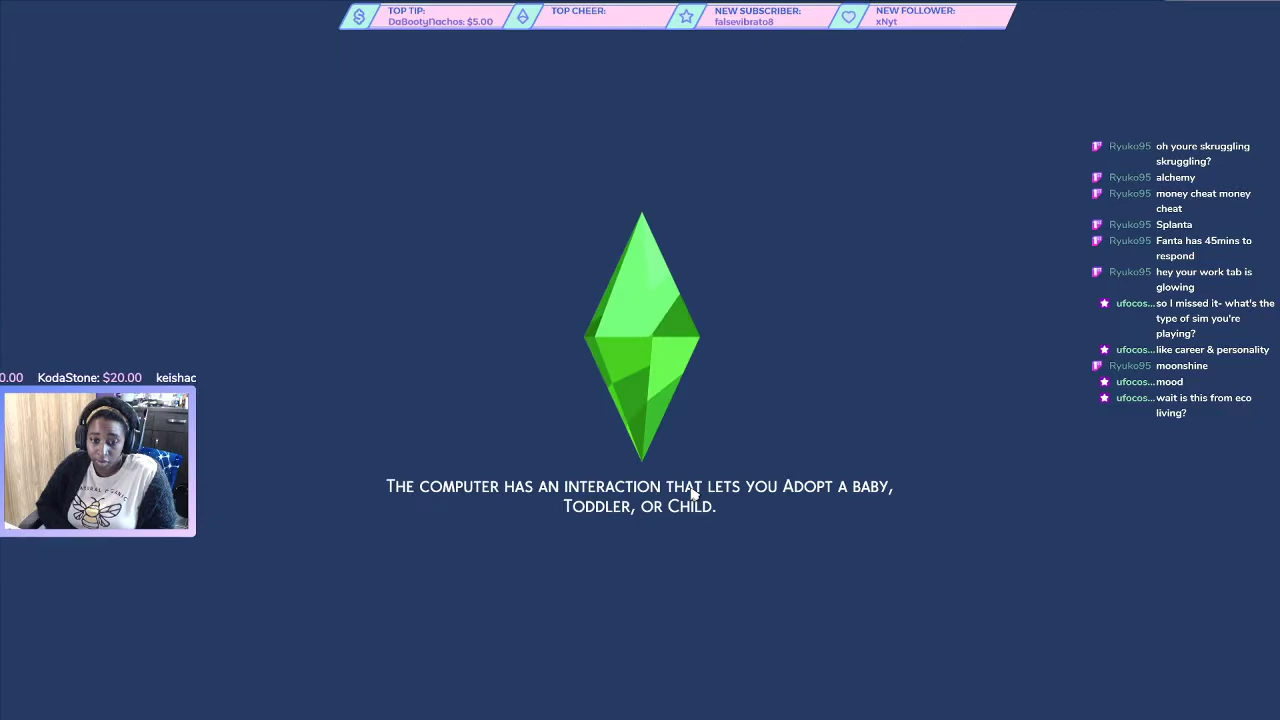 TOP TIP:
DaBootyNachos: $5.00
TOP CHEER:
NEW SUBSCRIBER:
falsevibrato8
NEW FOLLOWER:
xNyt
Ryuko95 oh youre skruggling
skruggling?
Ryuko95 alchemy
Ryuko95 money cheat money
cheat
Ryuko95 Splanta
Ryuko95 Fanta has 45mins to
respond
Ryuko95 hey your work tab is
glowing
ufocos... so I missed it- what's the
type of sim you're
playing?
ufocos... like career & personality
Ryuko95 moonshine
ufocos... mood
ufocos... wait is this from eco
living?
0.00 KodaStone: $20.00 keishac
THE COMPUTER HAS AN INTERACTION THAT LETS YOU ADOPT A BABY,
TODDLER, OR CHILD.